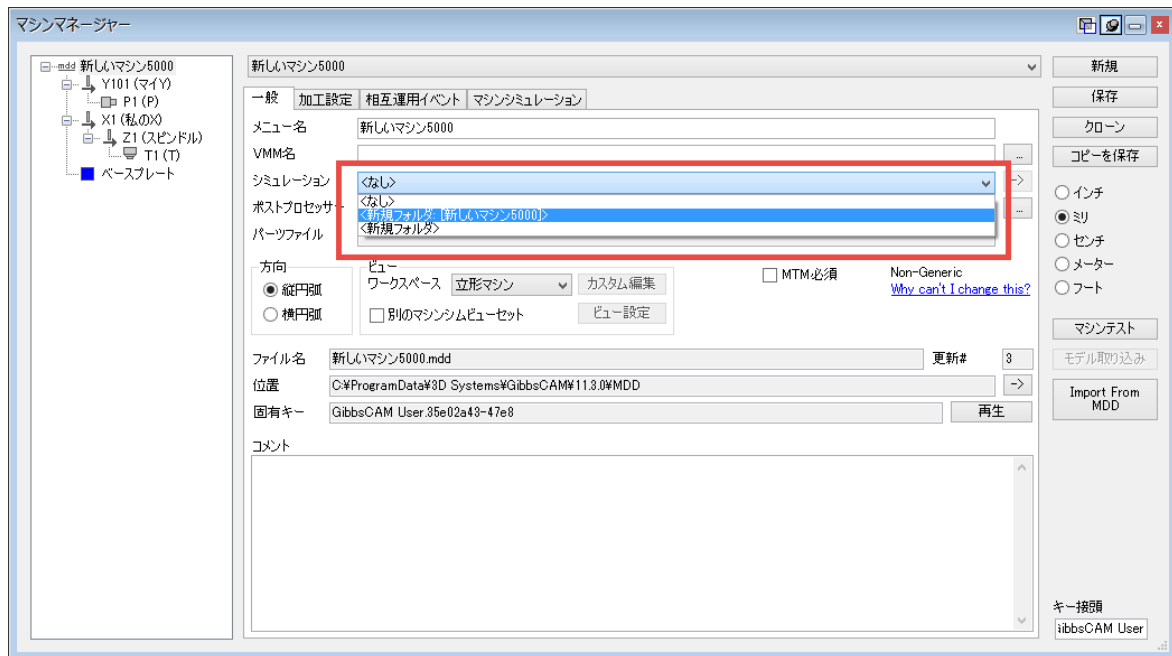 マシンマネージャー
mdd 新しいマシン5000
Y101 (マイY)
P1 (P)
X1 (私のX)
Z1 (スピンドル)
T1 (T)
ベースプレート
新しいマシン5000
一般 加工設定 相互運用イベント マシンシミュレーション
メニュー名 新しいマシン5000
VMM名 ...
シミュレーション <なし> ->
<なし>
<新規フォルダ: [新しいマシン5000]>
<新規フォルダ>
ポストプロセッサー ...
パーツファイル
方向
縦円弧
横円弧
ビュー
ワークスペース 立形マシン カスタム編集
別のマシンシムビューセット ビュー設定
MTM必須
Non-Generic
Why can't I change this?
ファイル名 新しいマシン5000.mdd 更新# 3
位置 C:¥ProgramData¥3D Systems¥GibbsCAM¥11.3.0¥MDD ->
固有キー GibbsCAM User.35e02a43-47e8 再生
コメント
新規
保存
クローン
コピーを保存
インチ
ミリ
センチ
メーター
フート
マシンテスト
モデル取り込み
Import From
MDD
キー接頭
ibbsCAM User